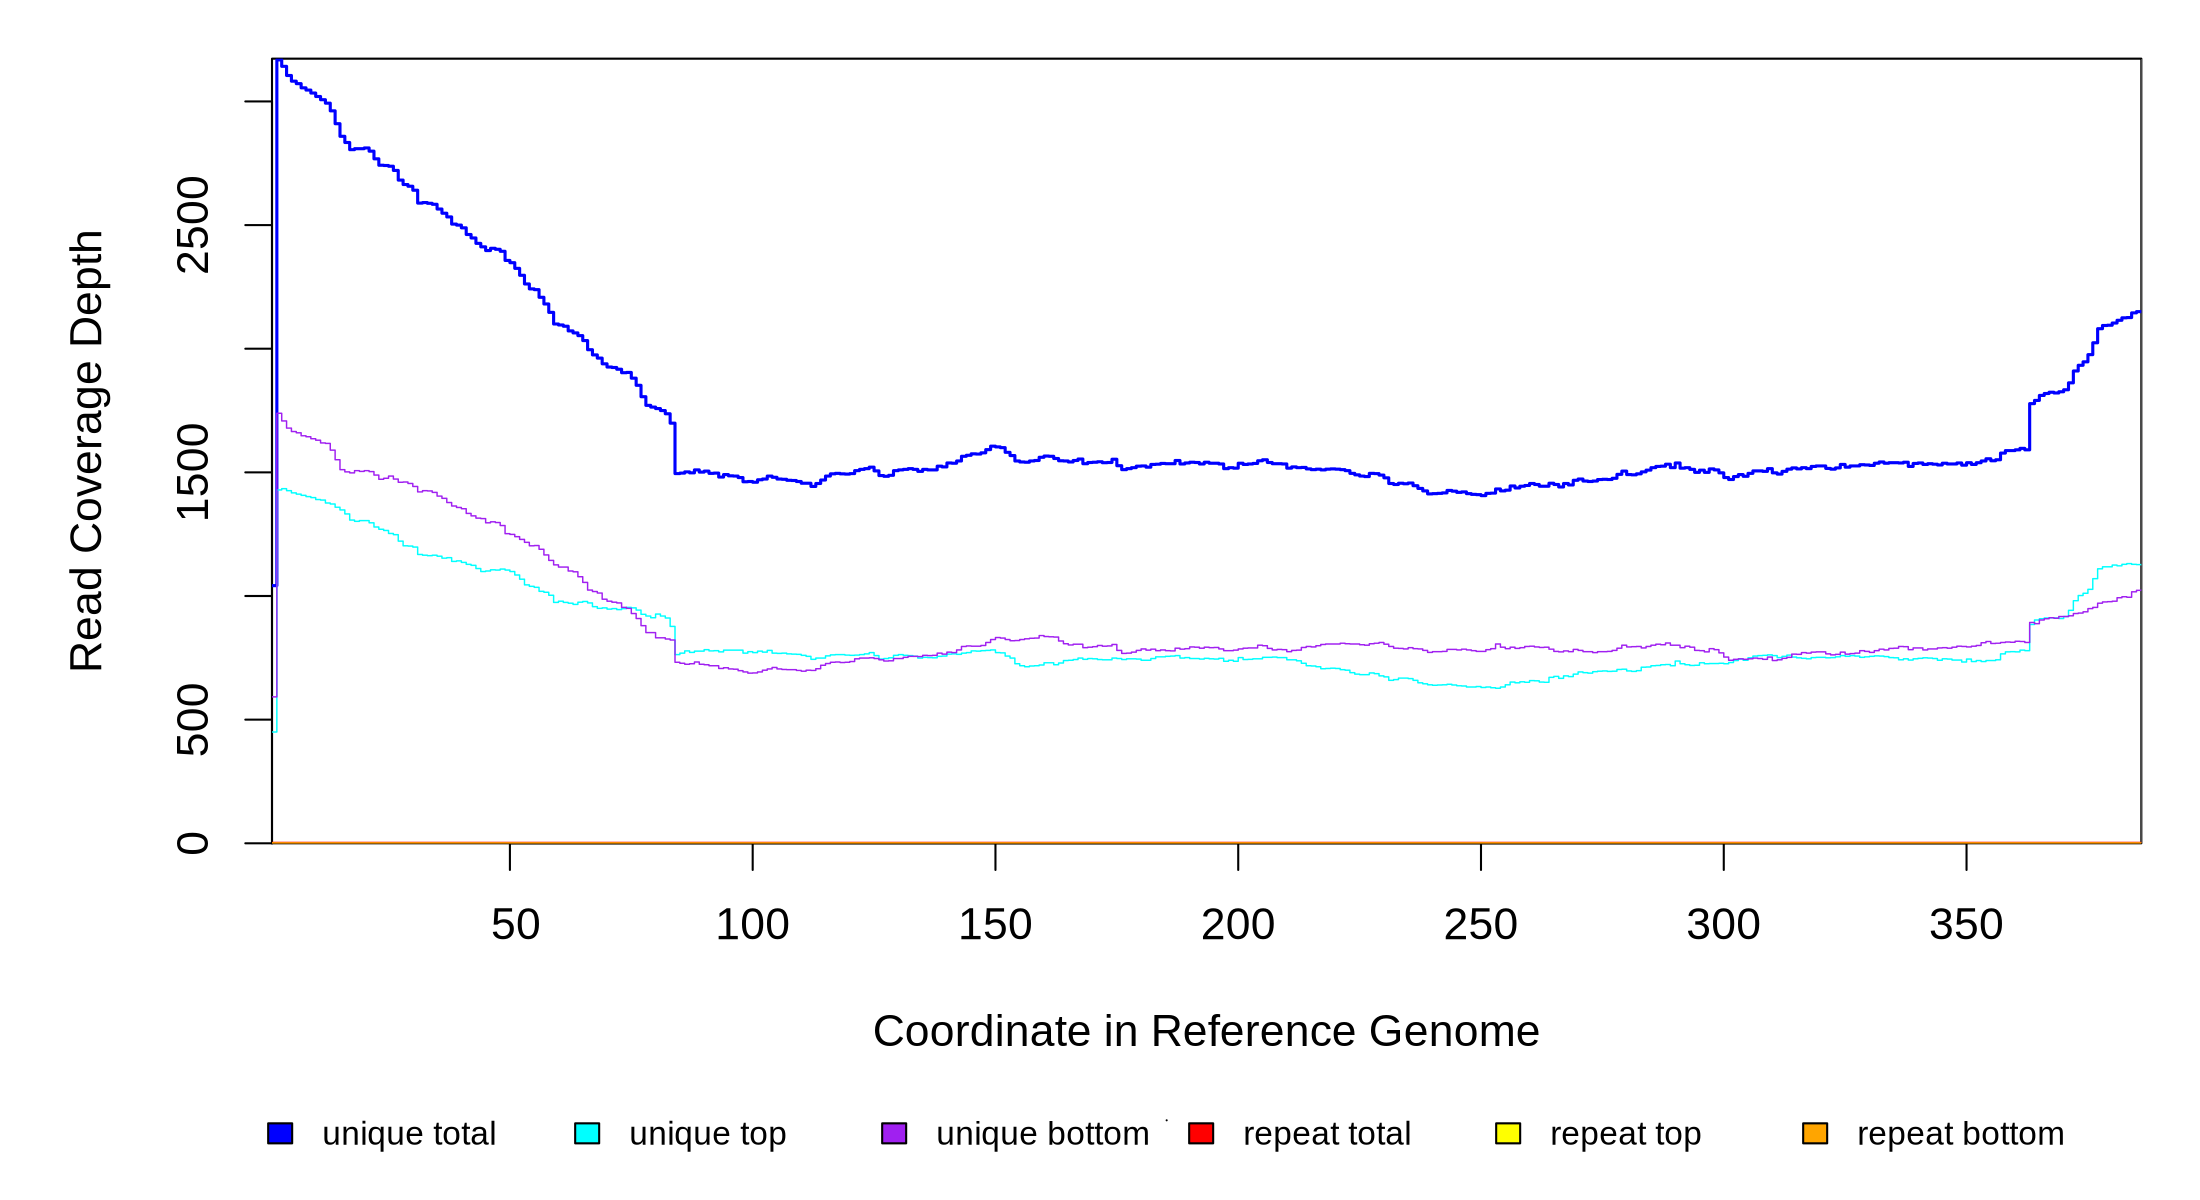 Read Coverage Depth
2500
1500
500
0
50 100 150 200 250 300 350
Coordinate in Reference Genome
unique total unique top unique bottom repeat total repeat top repeat bottom